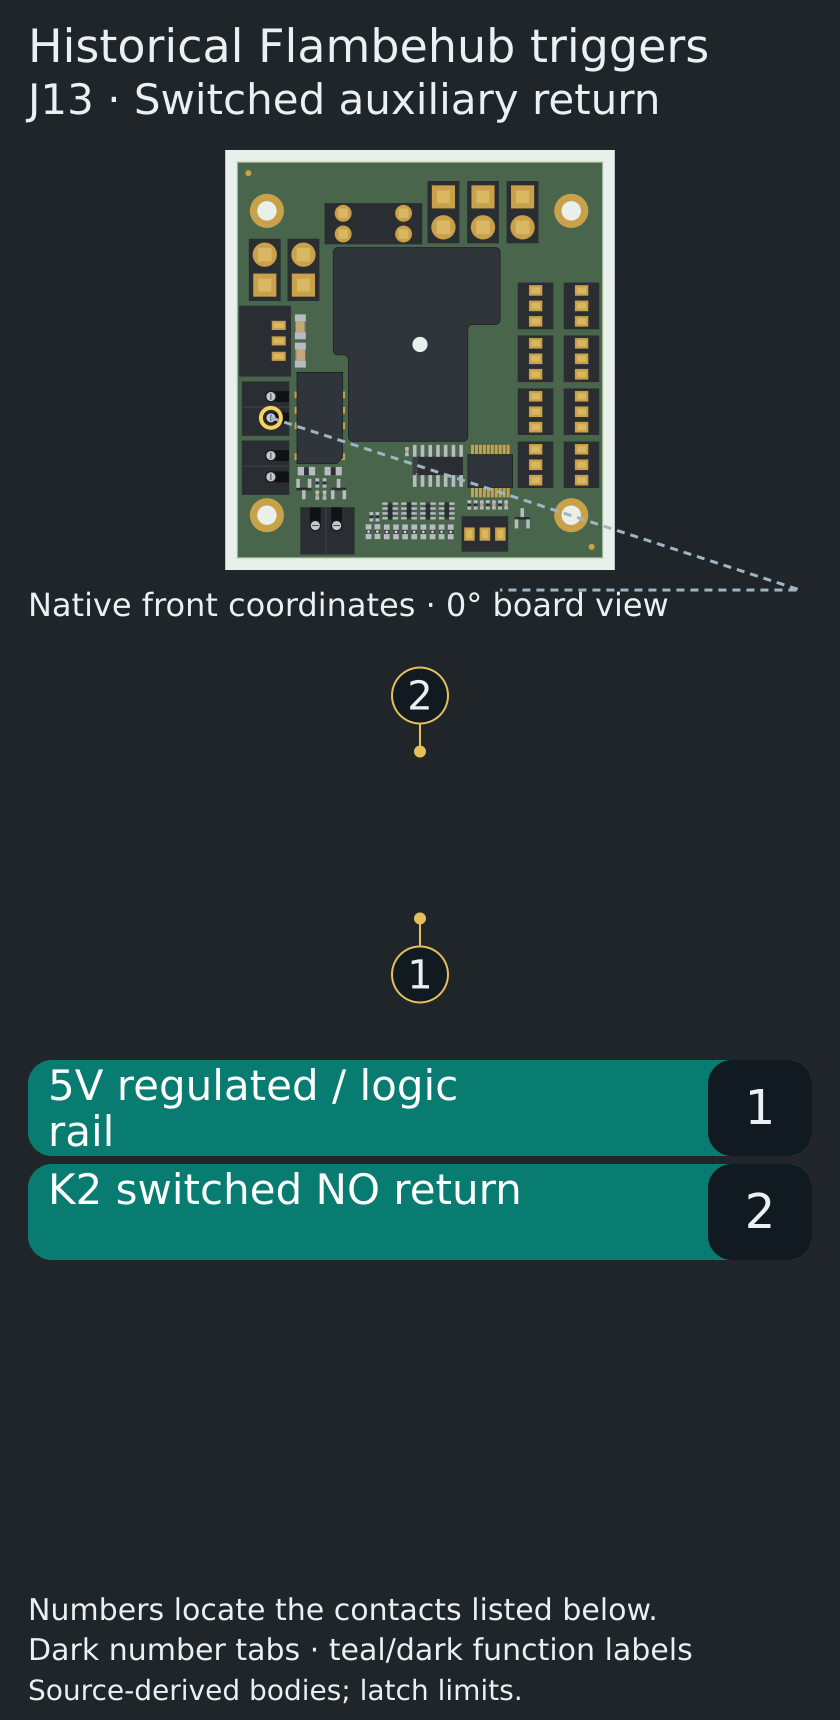 Historical Flambehub triggers
J13 · Switched auxiliary return
Native front coordinates · 0° board view
2
1
5V regulated / logic
rail
1
K2 switched NO return
2
Numbers locate the contacts listed below.
Dark number tabs · teal/dark function labels
Source-derived bodies; latch limits.